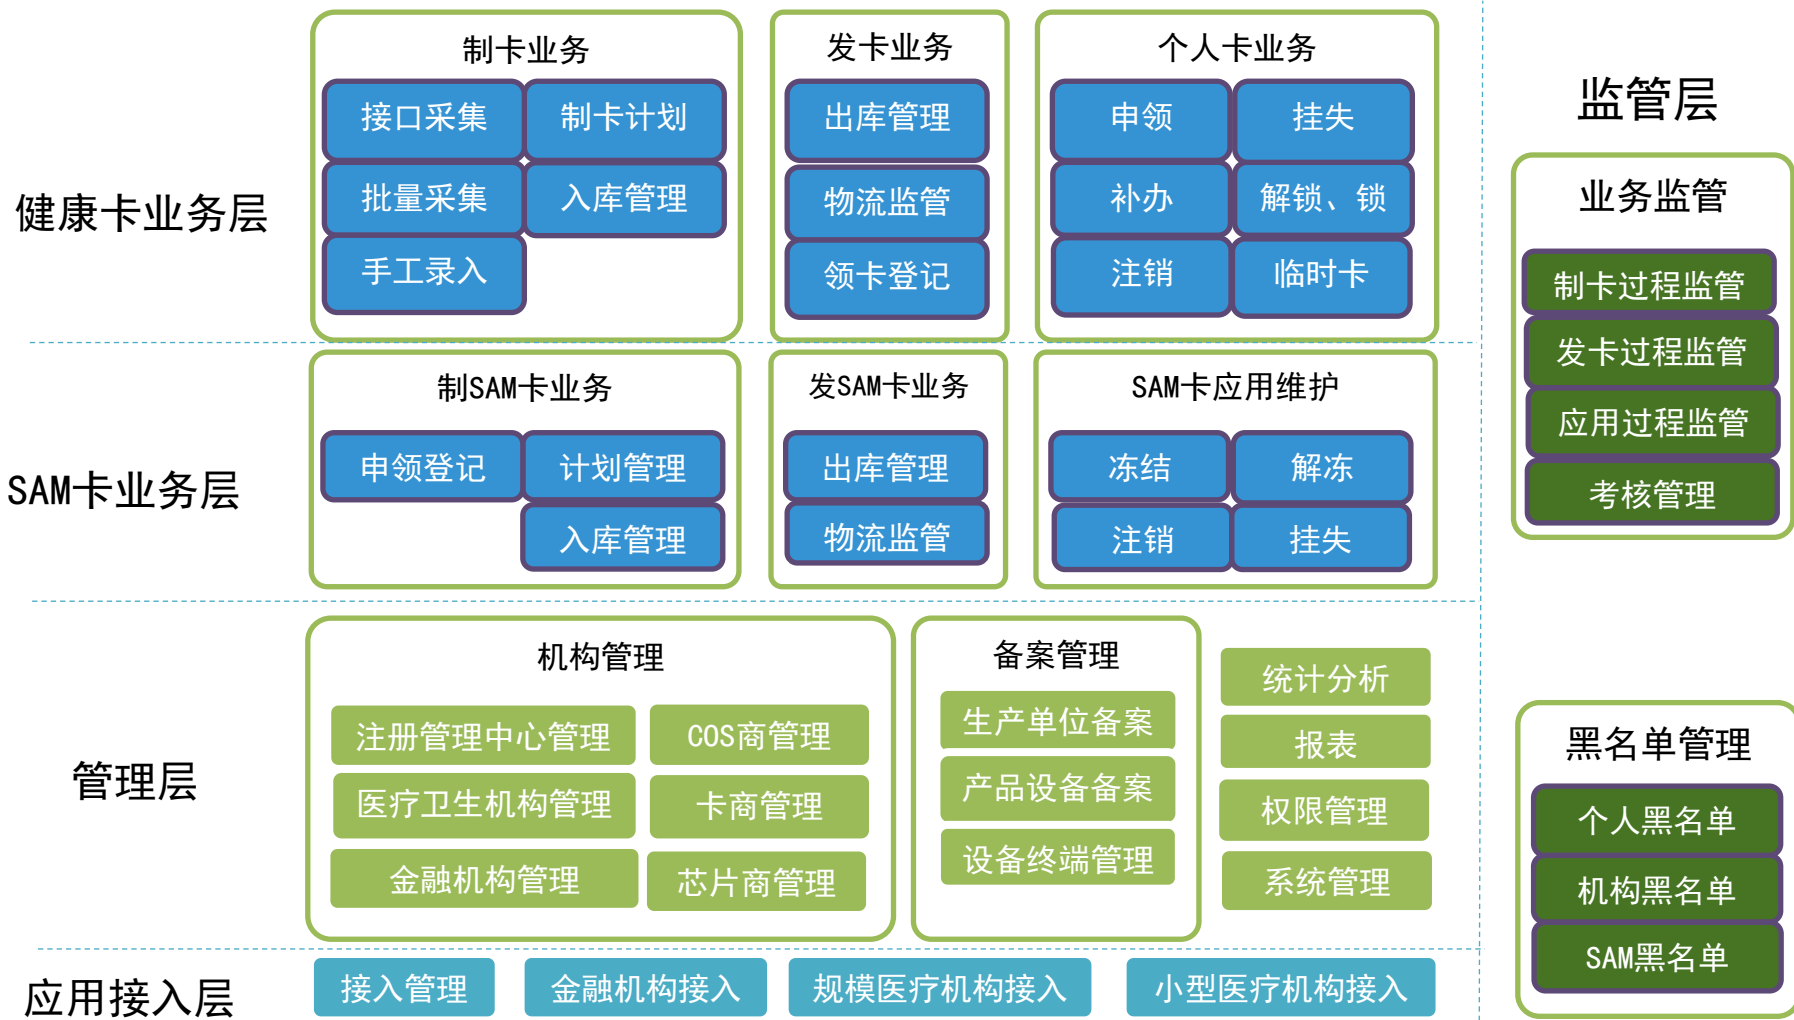 健康卡业务层
制卡业务
接口采集
制卡计划
批量采集
入库管理
手工录入
发卡业务
出库管理
物流监管
领卡登记
个人卡业务
申领
挂失
补办
解锁、锁
注销
临时卡
SAM卡业务层
制SAM卡业务
申领登记
计划管理
入库管理
发SAM卡业务
出库管理
物流监管
SAM卡应用维护
冻结
解冻
注销
挂失
管理层
机构管理
注册管理中心管理
COS商管理
医疗卫生机构管理
卡商管理
金融机构管理
芯片商管理
备案管理
生产单位备案
产品设备备案
设备终端管理
统计分析
报表
权限管理
系统管理
应用接入层
接入管理
金融机构接入
规模医疗机构接入
小型医疗机构接入
监管层
业务监管
制卡过程监管
发卡过程监管
应用过程监管
考核管理
黑名单管理
个人黑名单
机构黑名单
SAM黑名单